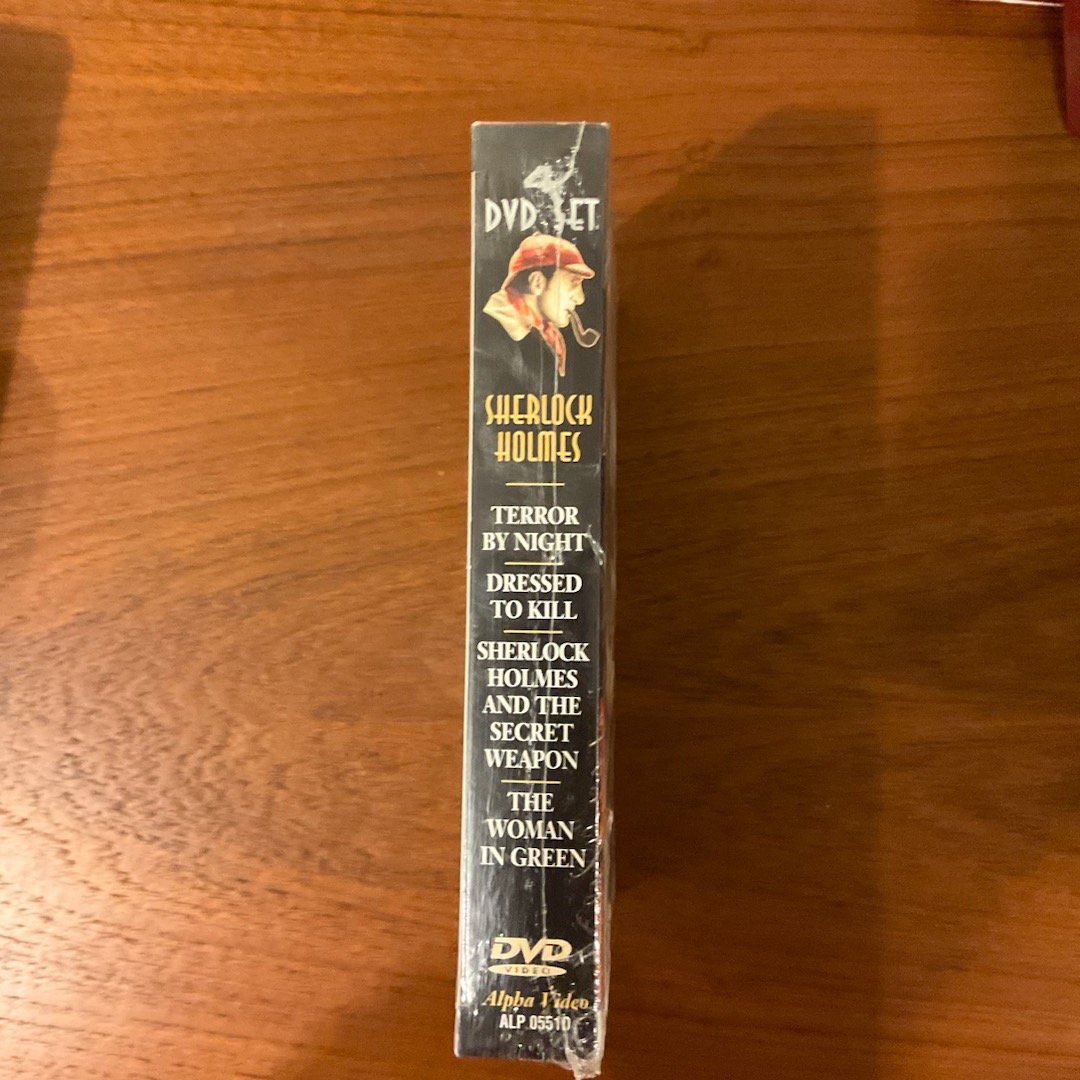 DVD SET
SHERLOCK
HOLMES
TERROR
BY NIGHT
DRESSED
TO KILL
SHERLOCK
HOLMES
AND THE
SECRET
WEAPON
THE
WOMAN
IN GREEN
DVD
VIDEO
Alpha Video
ALP 0551D